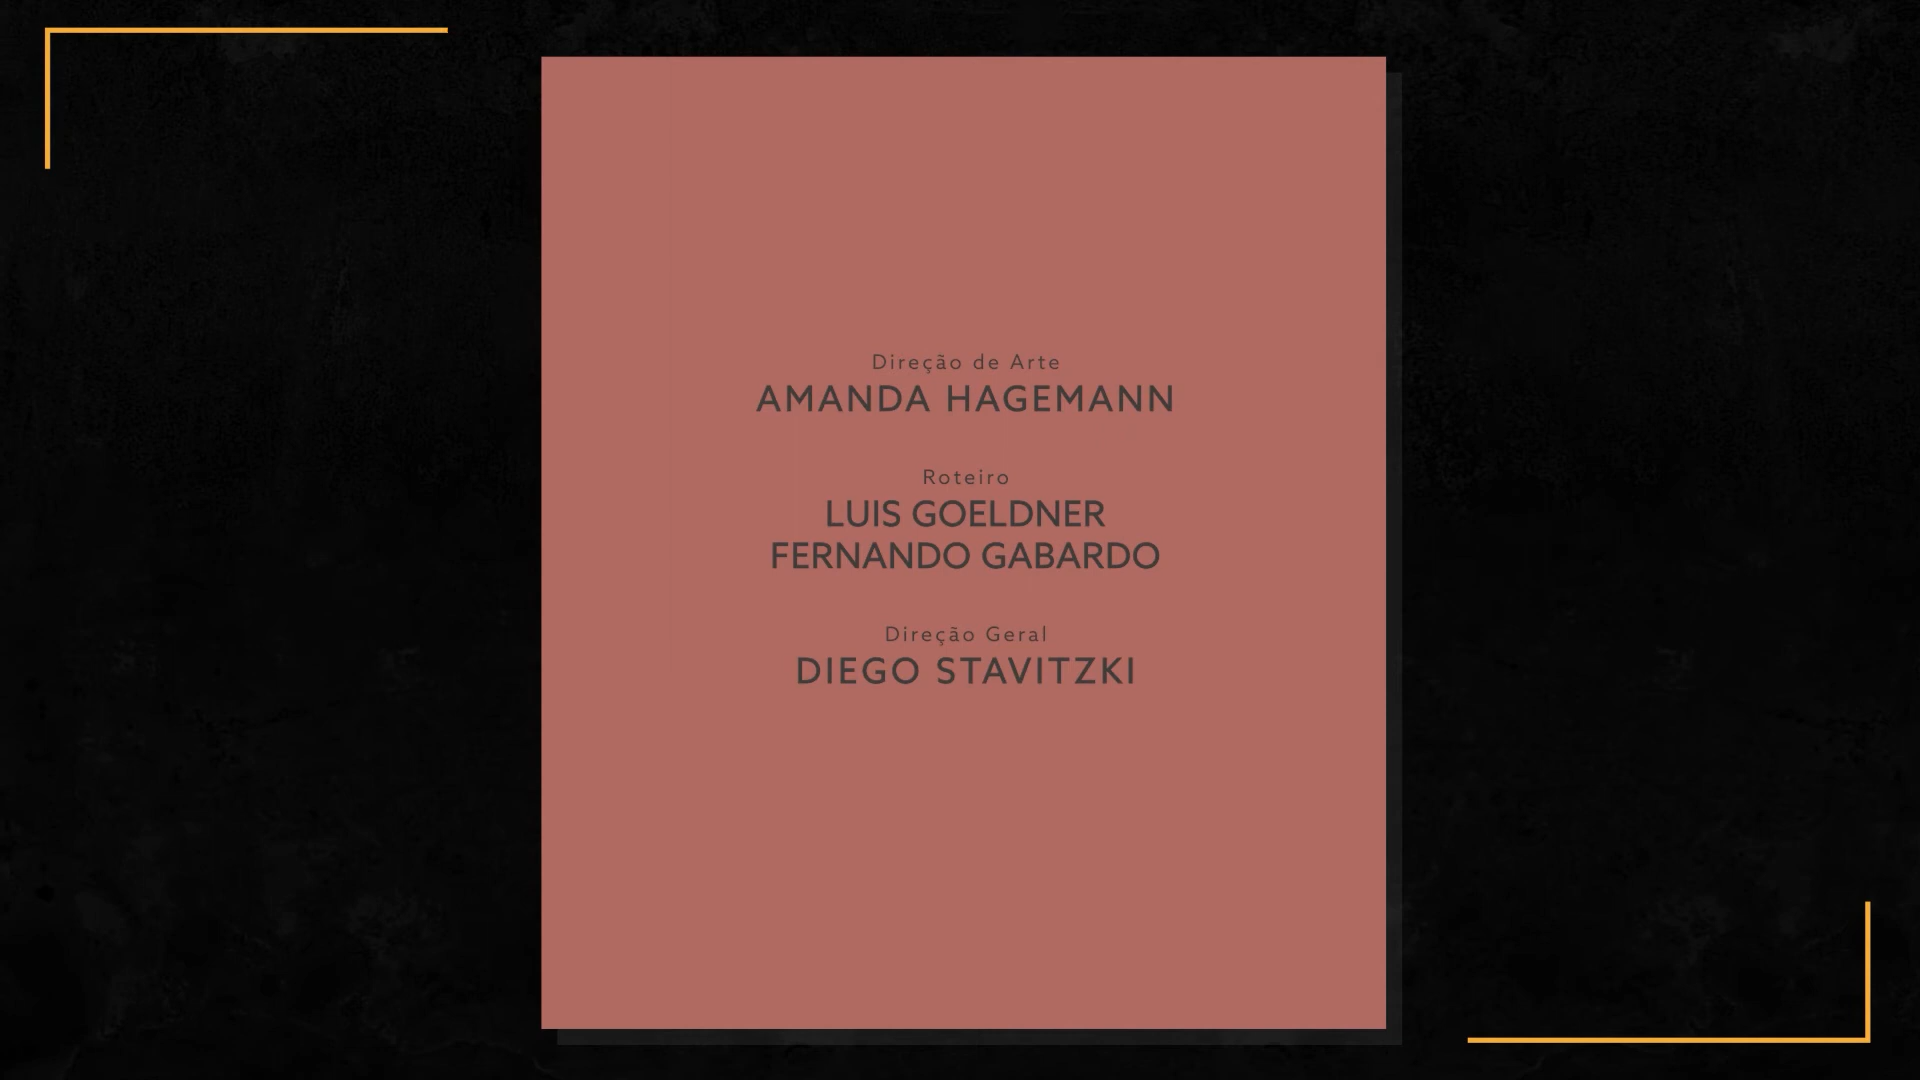 Direção de Arte
AMANDA HAGEMANN
Roteiro
LUIS GOELDNER
FERNANDO GABARDO
Direção Geral
DIEGO STAVITZKI